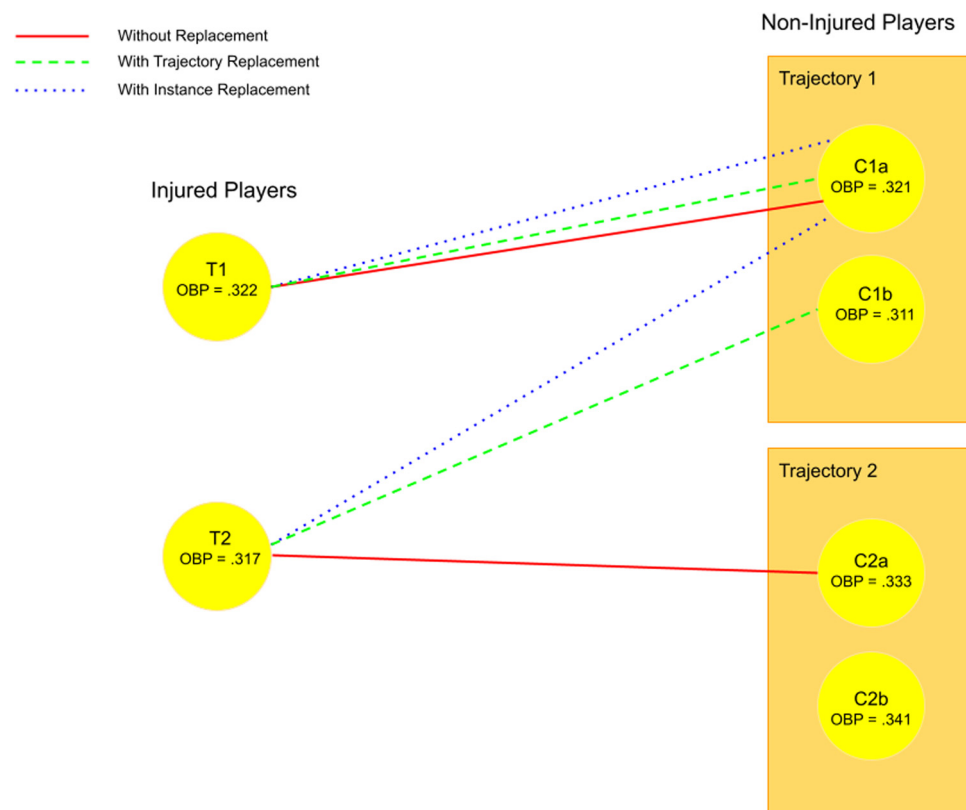 Without Replacement
With Trajectory Replacement
With Instance Replacement
Non-Injured Players
Trajectory 1
C1a
OBP = .321
C1b
OBP = .311
Injured Players
T1
OBP = .322
T2
OBP = .317
Trajectory 2
C2a
OBP = .333
C2b
OBP = .341